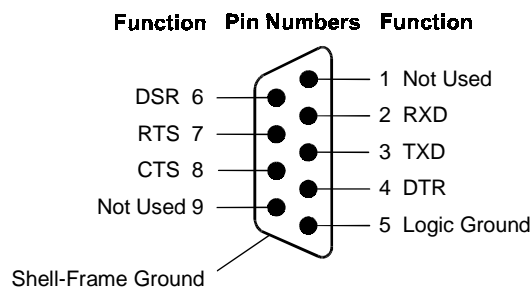 Function Pin Numbers Function
1 Not Used
DSR 6
2 RXD
RTS 7
3 TXD
CTS 8
4 DTR
Not Used 9
5 Logic Ground
Shell-Frame Ground